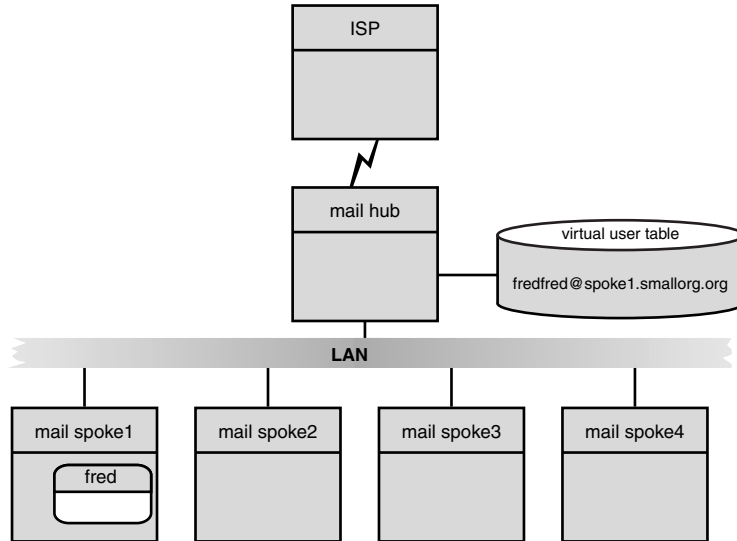 ISP
mail hub
virtual user table
fredfred@spoke1.smallorg.org
LAN
mail spoke1
mail spoke2
mail spoke3
mail spoke4
fred